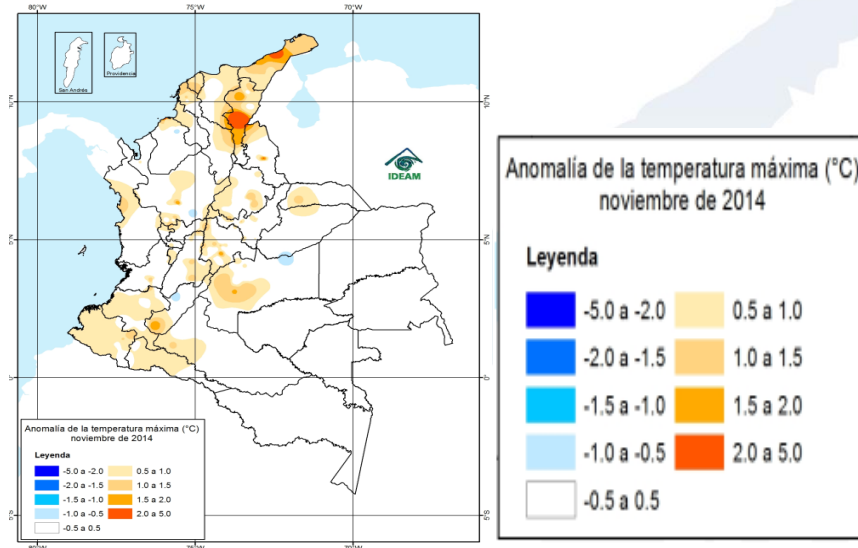 80°W
75°W
70°W
San Andrés
Providencia
10°N
10°N
IDEAM
5°N
5°N
0°
0°
5°S
5°S
80°W
75°W
70°W
Anomalía de la temperatura máxima (°C)
noviembre de 2014
Leyenda
-5.0 a -2.0
0.5 a 1.0
-2.0 a -1.5
1.0 a 1.5
-1.5 a -1.0
1.5 a 2.0
-1.0 a -0.5
2.0 a 5.0
-0.5 a 0.5
Anomalía de la temperatura máxima (°C)
noviembre de 2014
Leyenda
-5.0 a -2.0
0.5 a 1.0
-2.0 a -1.5
1.0 a 1.5
-1.5 a -1.0
1.5 a 2.0
-1.0 a -0.5
2.0 a 5.0
-0.5 a 0.5